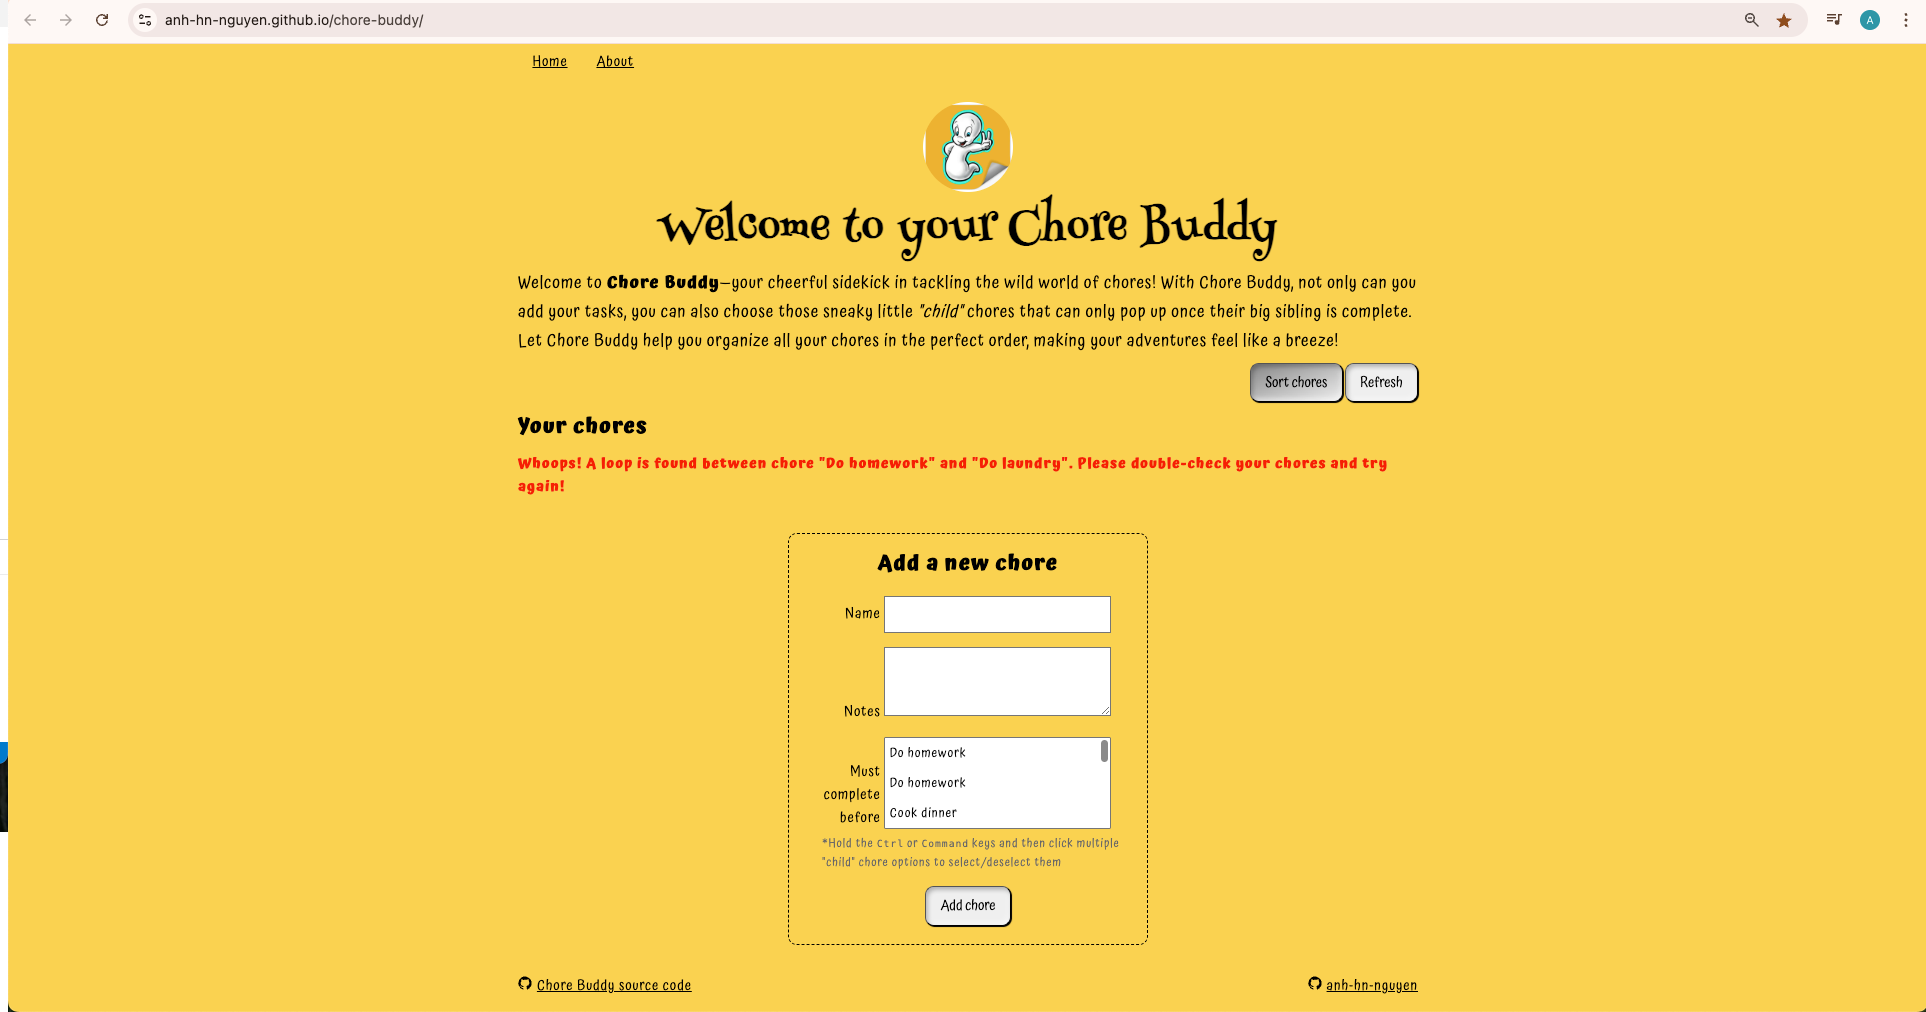 anh-hn-nguyen.github.io/chore-buddy/
A
Home About
Welcome to your Chore Buddy
Welcome to Chore Buddy—your cheerful sidekick in tackling the wild world of chores! With Chore Buddy, not only can you
add your tasks, you can also choose those sneaky little "child" chores that can only pop up once their big sibling is complete.
Let Chore Buddy help you organize all your chores in the perfect order, making your adventures feel like a breeze!
Sort chores Refresh
Your chores
Whoops! A loop is found between chore "Do homework" and "Do laundry". Please double-check your chores and try
again!
Add a new chore
Name
Notes
Must
complete
before
Do homework
Do homework
Cook dinner
*Hold the Ctrl or Command keys and then click multiple
"child" chore options to select/deselect them
Add chore
Chore Buddy source code anh-hn-nguyen